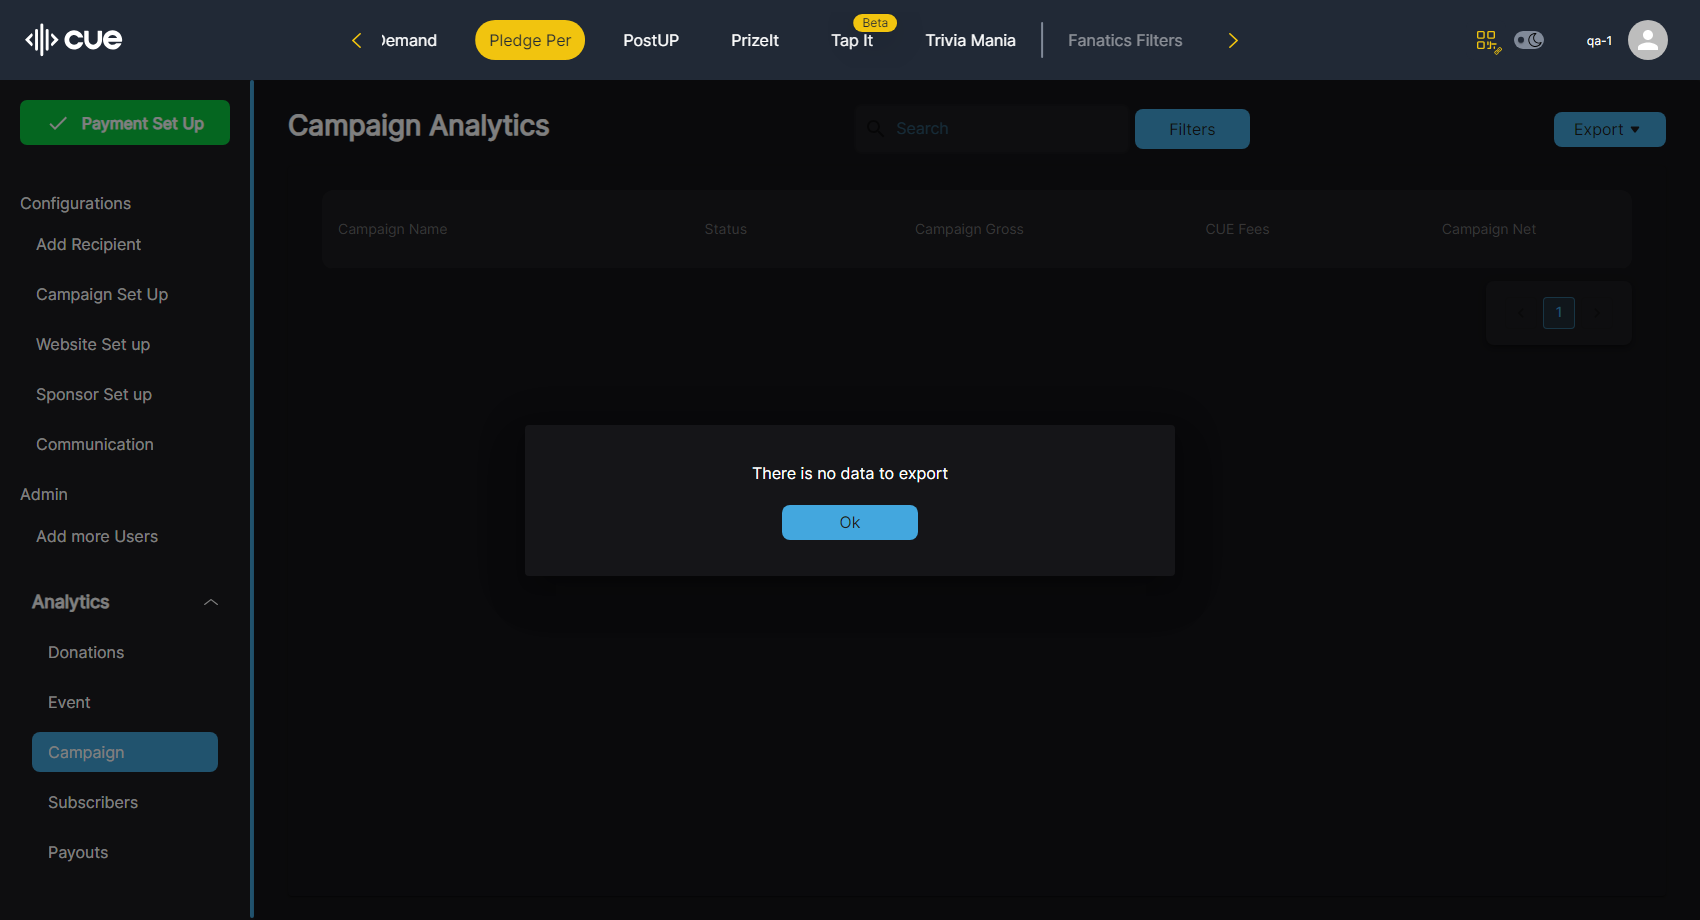 cue
Demand
Pledge Per
PostUP
PrizeIt
Beta
Tap It
Trivia Mania
Fanatics Filters
qa-1
Payment Set Up
Configurations
Add Recipient
Campaign Set Up
Website Set up
Sponsor Set up
Communication
Admin
Add more Users
Analytics
Donations
Event
Campaign
Subscribers
Payouts
Campaign Analytics
Search
Filters
Export
Campaign Name Status Campaign Gross CUE Fees Campaign Net
1
There is no data to export
Ok